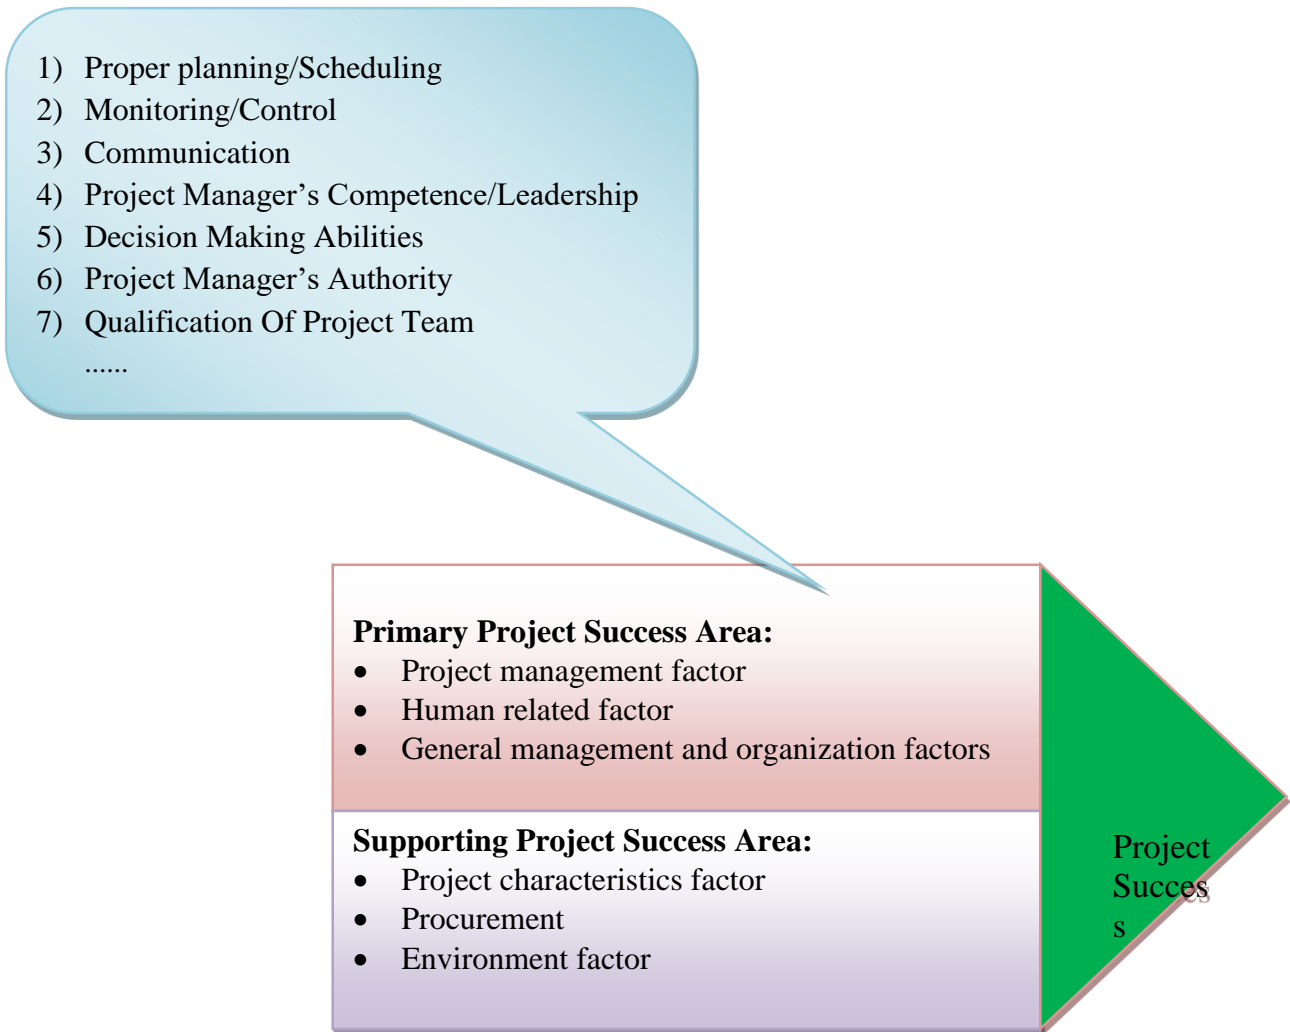 1) Proper planning/Scheduling
2) Monitoring/Control
3) Communication
4) Project Manager’s Competence/Leadership
5) Decision Making Abilities
6) Project Manager’s Authority
7) Qualification Of Project Team
......
Primary Project Success Area:
• Project management factor
• Human related factor
• General management and organization factors
Supporting Project Success Area:
• Project characteristics factor
• Procurement
• Environment factor
Project
Succes
s